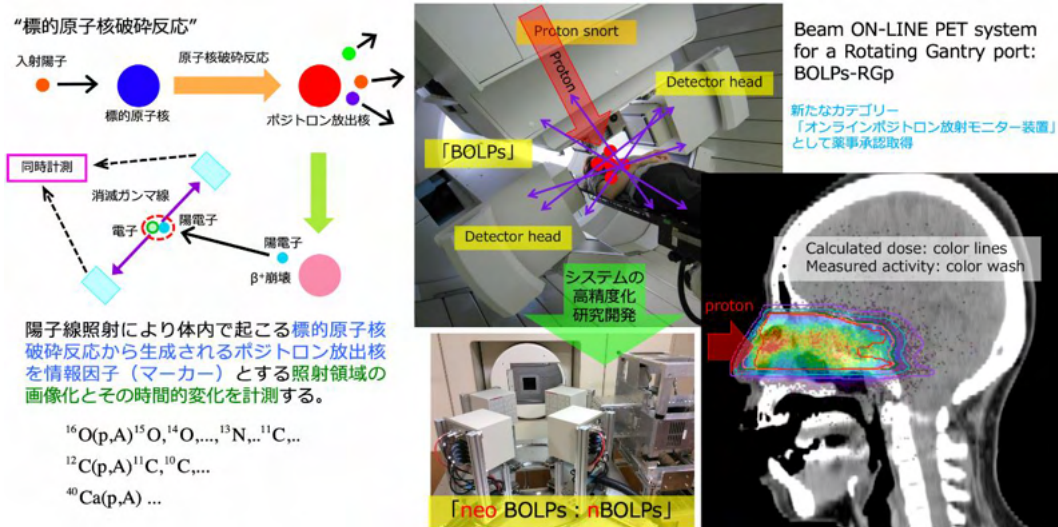 “標的原子核破砕反応”
入射陽子
原子核破砕反応
標的原子核
ポジトロン放出核
同時計測
消滅ガンマ線
電子
陽電子
陽電子
β⁺崩壊
陽子線照射により体内で起こる標的原子核
破砕反応から生成されるポジトロン放出核
を情報因子（マーカー）とする照射領域の
画像化とその時間的変化を計測する。
¹⁶O(p,A)¹⁵O,¹⁴O,...,¹³N,..¹¹C,..
¹²C(p,A)¹¹C,¹⁰C,...
⁴⁰Ca(p,A) ...
Proton snort
Proton
Detector head
「BOLPs」
Detector head
システムの
高精度化
研究開発
「neo BOLPs：nBOLPs」
Beam ON-LINE PET system
for a Rotating Gantry port:
BOLPs-RGp
新たなカテゴリー
「オンラインポジトロン放射モニター装置」
として薬事承認取得
Calculated dose: color lines
Measured activity: color wash
proton